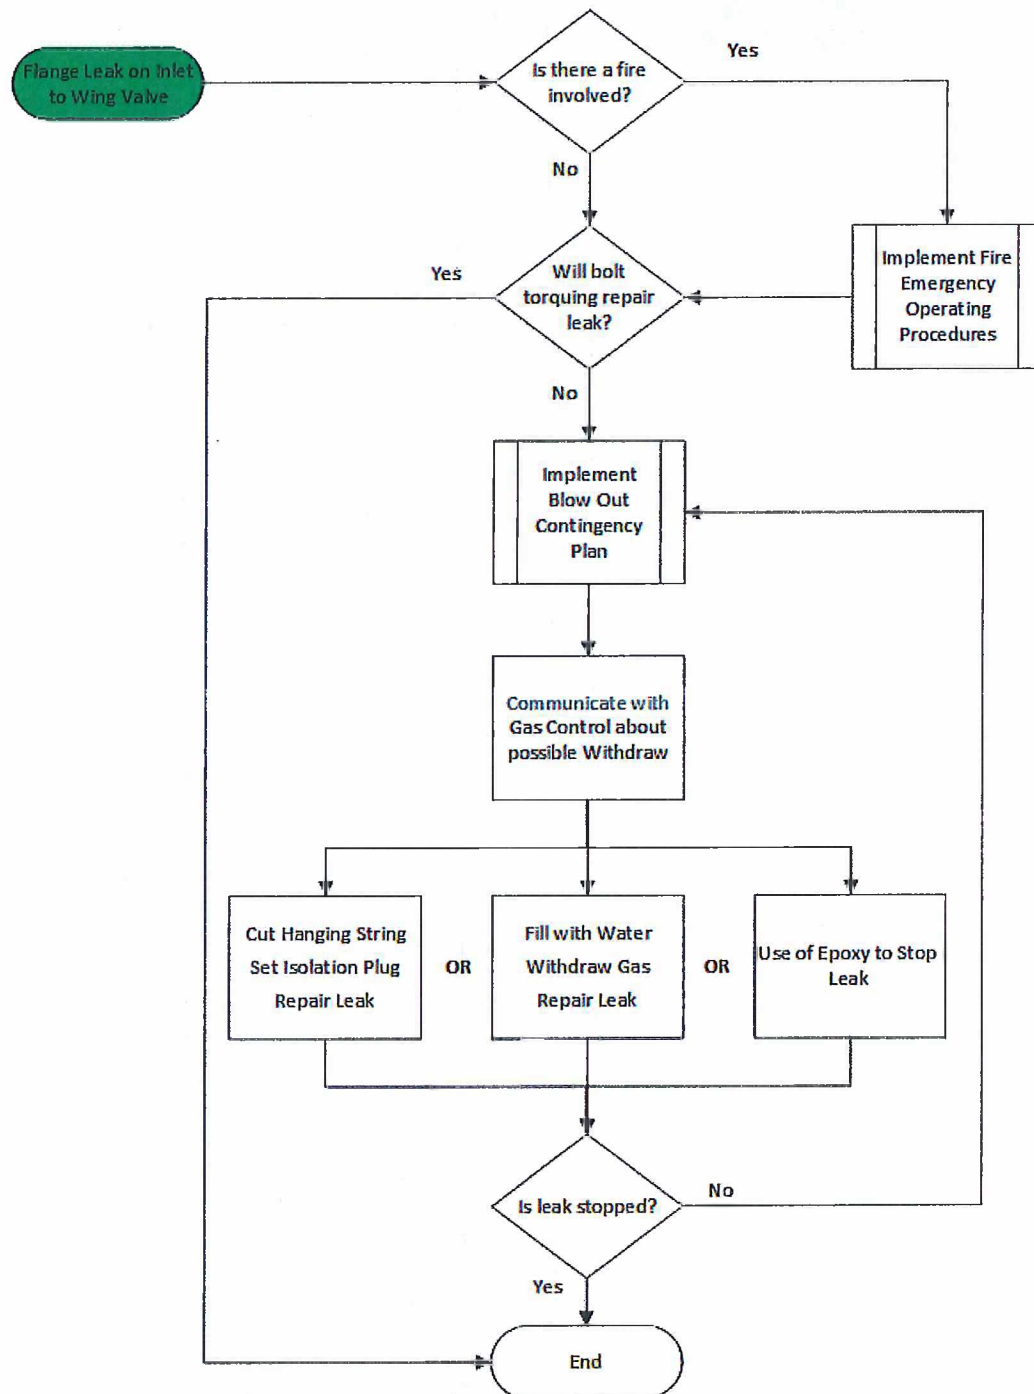 Flange Leak on Inlet
to Wing Valve
Is there a fire
involved?
Yes
No
Implement Fire
Emergency
Operating
Procedures
Will bolt
torquing repair
leak?
Yes
No
Implement
Blow Out
Contingency
Plan
Communicate with
Gas Control about
possible Withdraw
Cut Hanging String
Set Isolation Plug
Repair Leak
OR
Fill with Water
Withdraw Gas
Repair Leak
OR
Use of Epoxy to Stop
Leak
Is leak stopped?
No
Yes
End